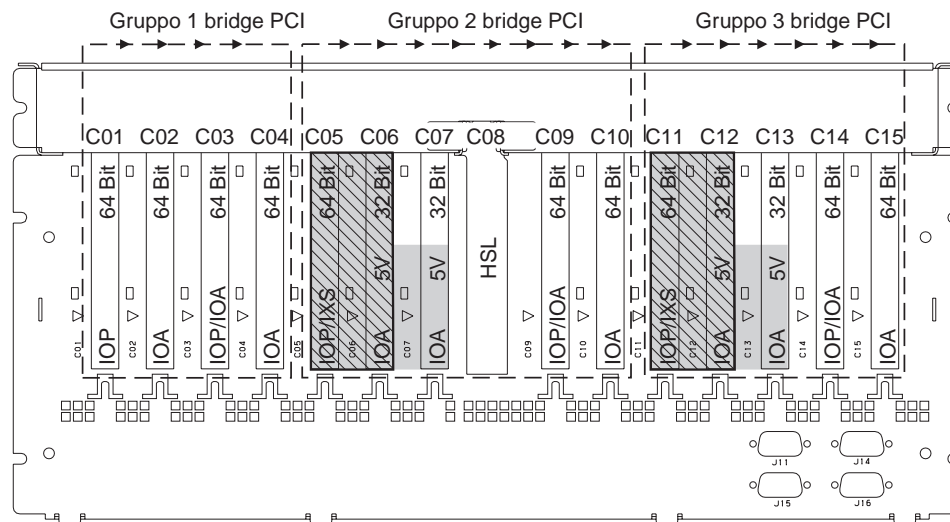 Gruppo 1 bridge PCI
Gruppo 2 bridge PCI
Gruppo 3 bridge PCI
C01 C02 C03 C04 C05 C06 C07 C08 C09 C10 C11 C12 C13 C14 C15
64 Bit
64 Bit
64 Bit
64 Bit
64 Bit
32 Bit
32 Bit
64 Bit
64 Bit
64 Bit
32 Bit
32 Bit
64 Bit
64 Bit
5V
5V
HSL
5V
5V
IOP
IOA
IOP/IOA
IOA
IOP/IXS
IOA
IOA
IOP/IOA
IOA
IOP/IXS
IOA
IOA
IOP/IOA
IOA
C01
C02
C03
C04
C05
C06
C07
C09
C10
C11
C12
C13
C14
C15
J11
J14
J15
J16